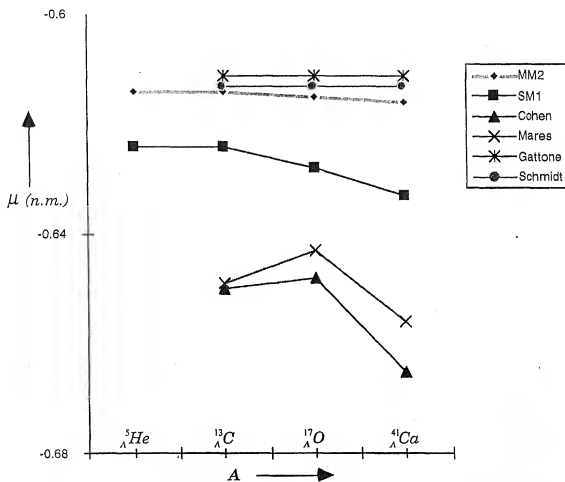 -0.6
MM2
SM1
Cohen
Mares
Gattone
Schmidt
μ (n.m.)
-0.64
-0.68
⁵ΛHe
¹³ΛC
¹⁷ΛO
⁴¹ΛCa
A